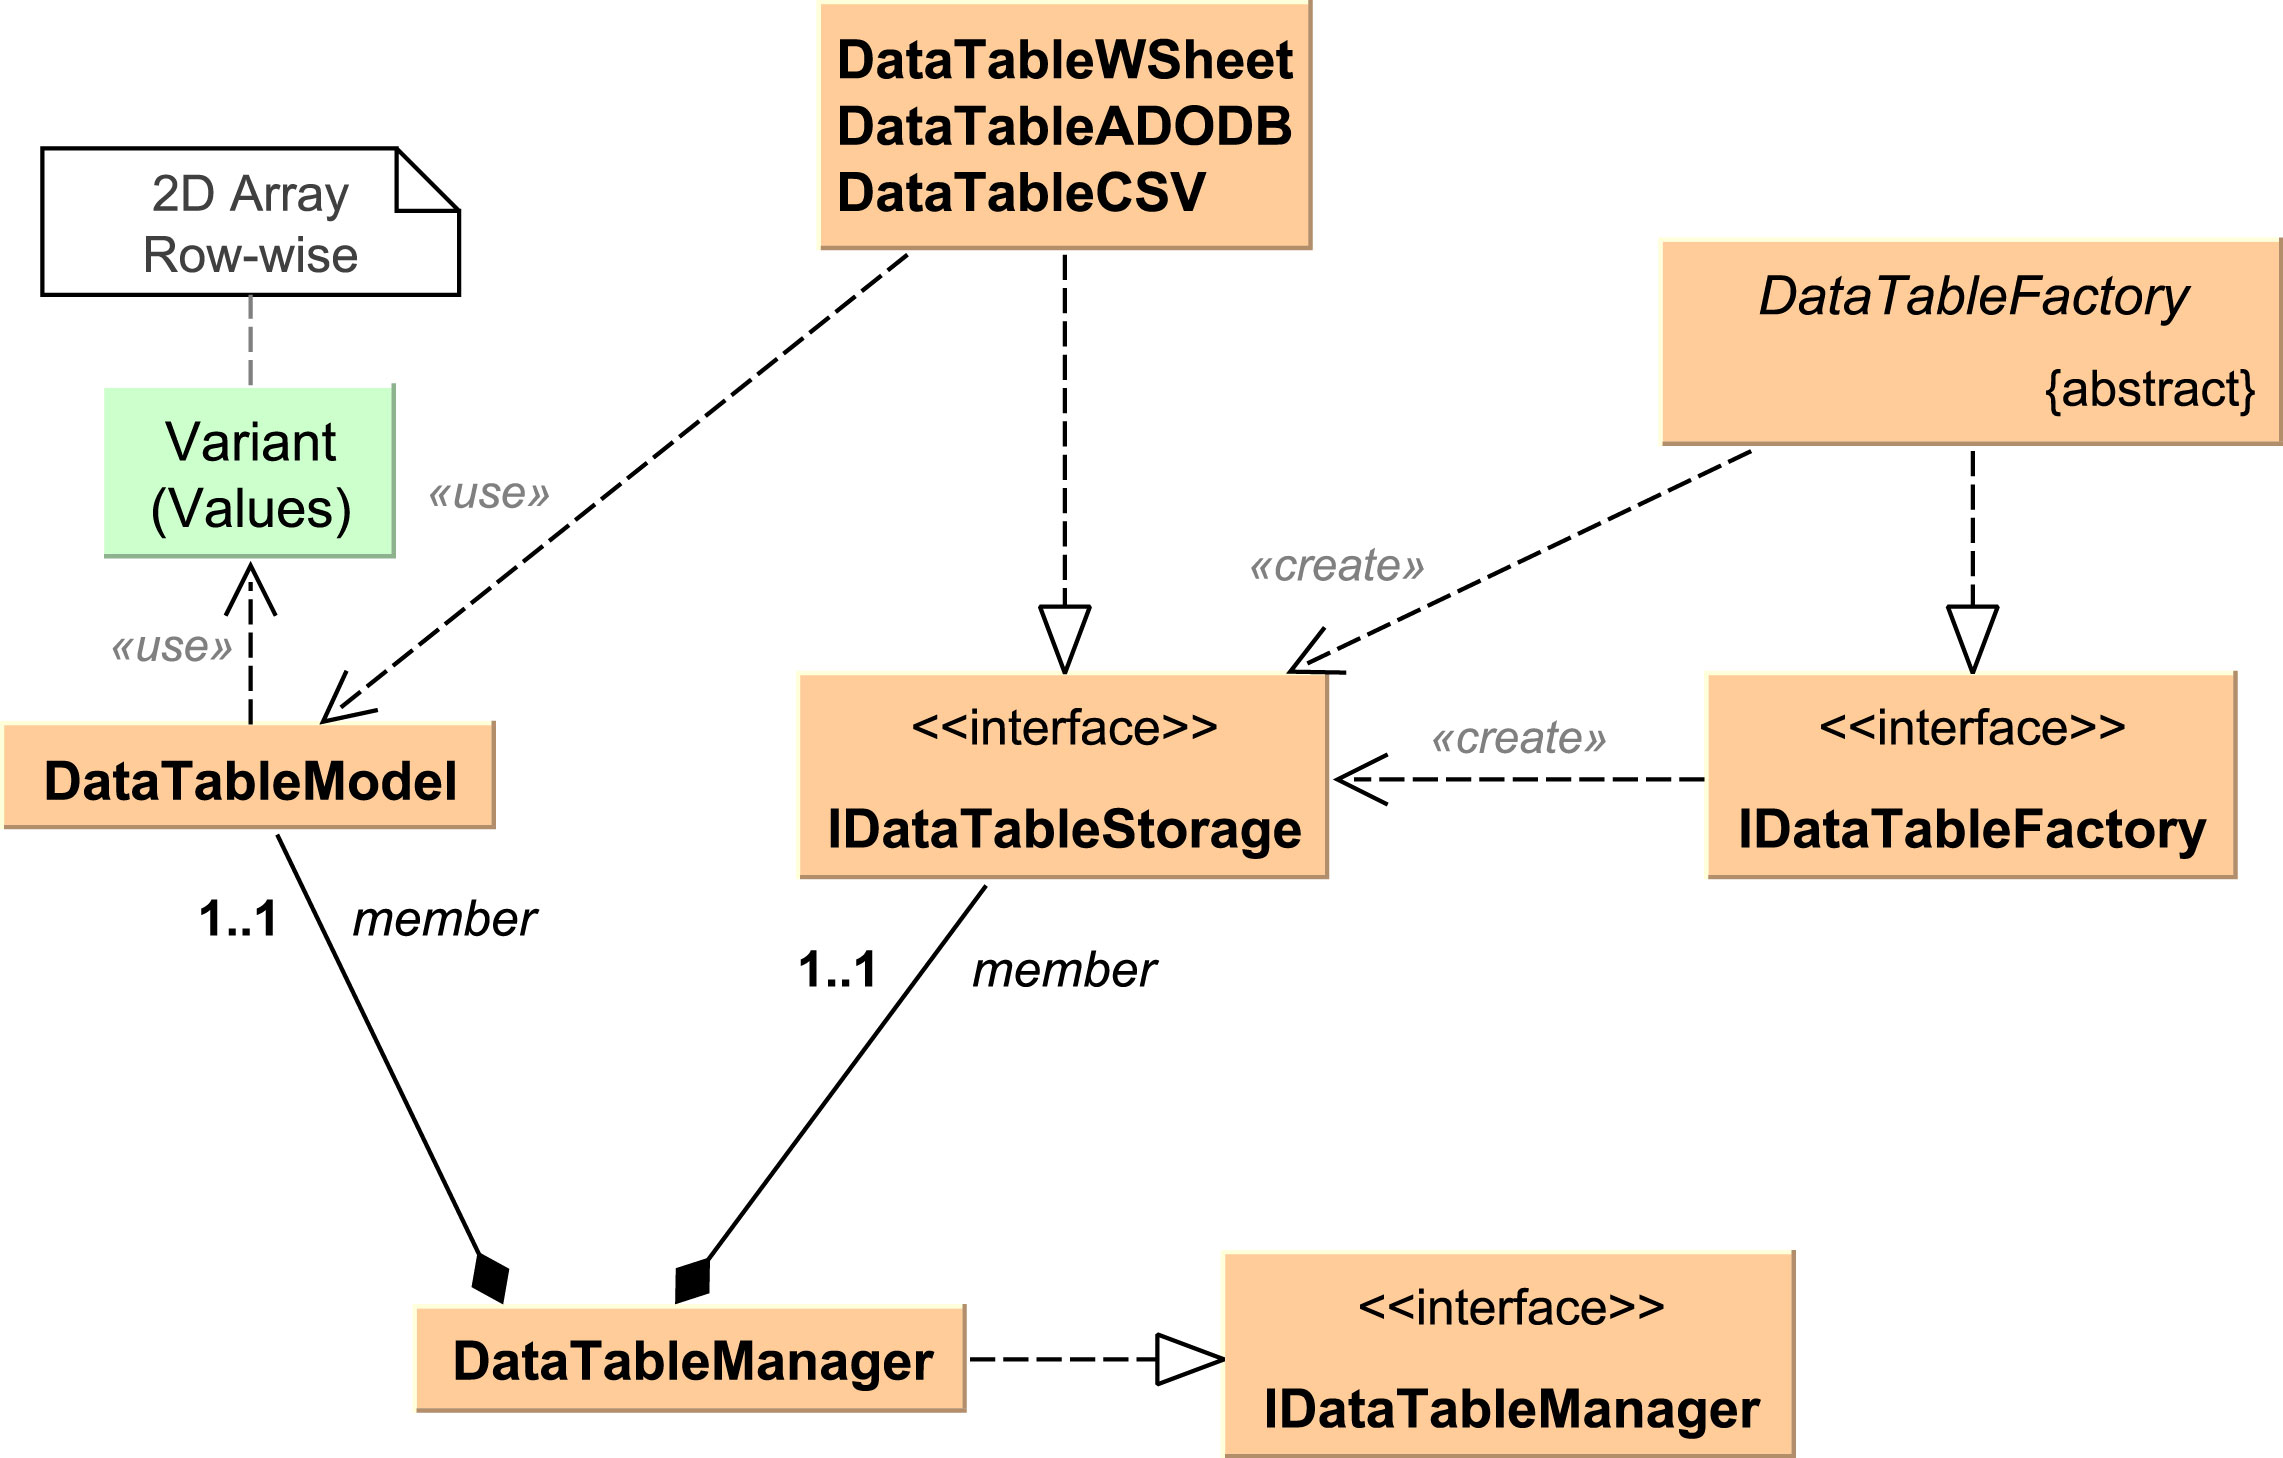 DataTableWSheet
DataTableADODB
DataTableCSV
2D Array
Row-wise
DataTableFactory
{abstract}
Variant
(Values)
«use»
«create»
«use»
<<interface>>
<<interface>>
«create»
DataTableModel
IDataTableStorage
IDataTableFactory
1..1 member
1..1 member
<<interface>>
DataTableManager
IDataTableManager